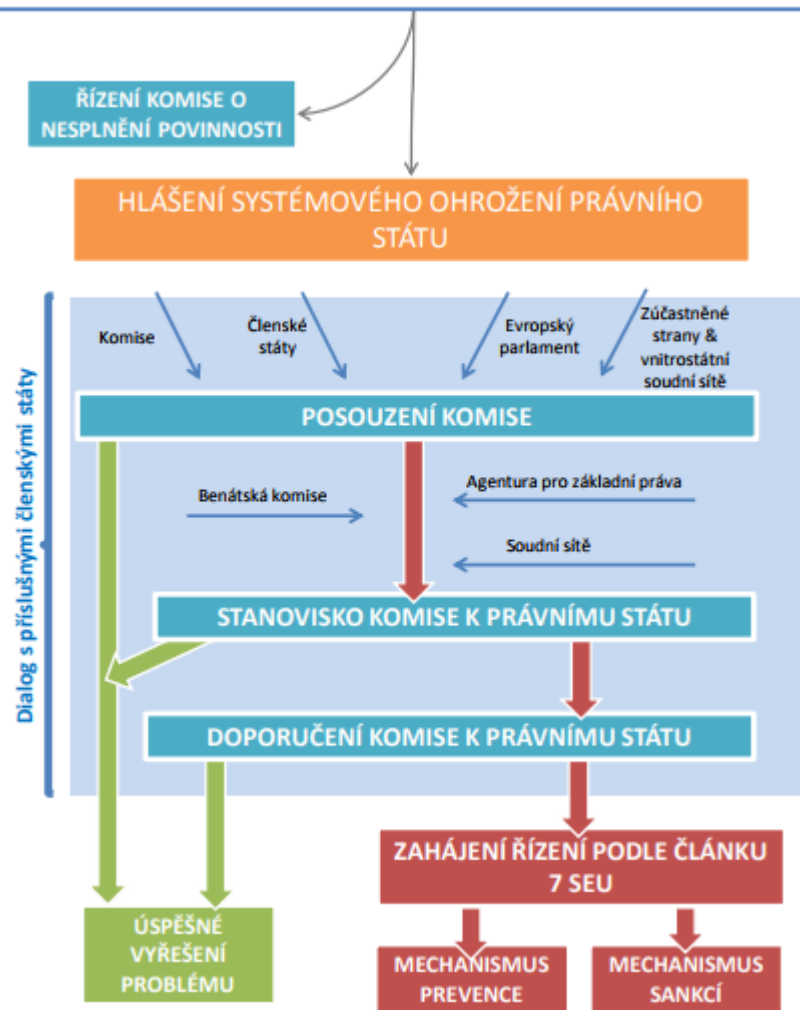 ŘÍZENÍ KOMISE O
NESPLNĚNÍ POVINNOSTI
HLÁŠENÍ SYSTÉMOVÉHO OHROŽENÍ PRÁVNÍHO
STÁTU
Dialog s příslušnými členskými státy
Komise
Členské
státy
Evropský
parlament
Zúčastněné
strany &
vnitrostátní
soudní sítě
POSOUZENÍ KOMISE
Benátská komise
Agentura pro základní práva
Soudní sítě
STANOVISKO KOMISE K PRÁVNÍMU STÁTU
DOPORUČENÍ KOMISE K PRÁVNÍMU STÁTU
ZAHÁJENÍ ŘÍZENÍ PODLE ČLÁNKU
7 SEU
ÚSPĚŠNÉ
VYŘEŠENÍ
PROBLÉMU
MECHANISMUS
PREVENCE
MECHANISMUS
SANKCÍ